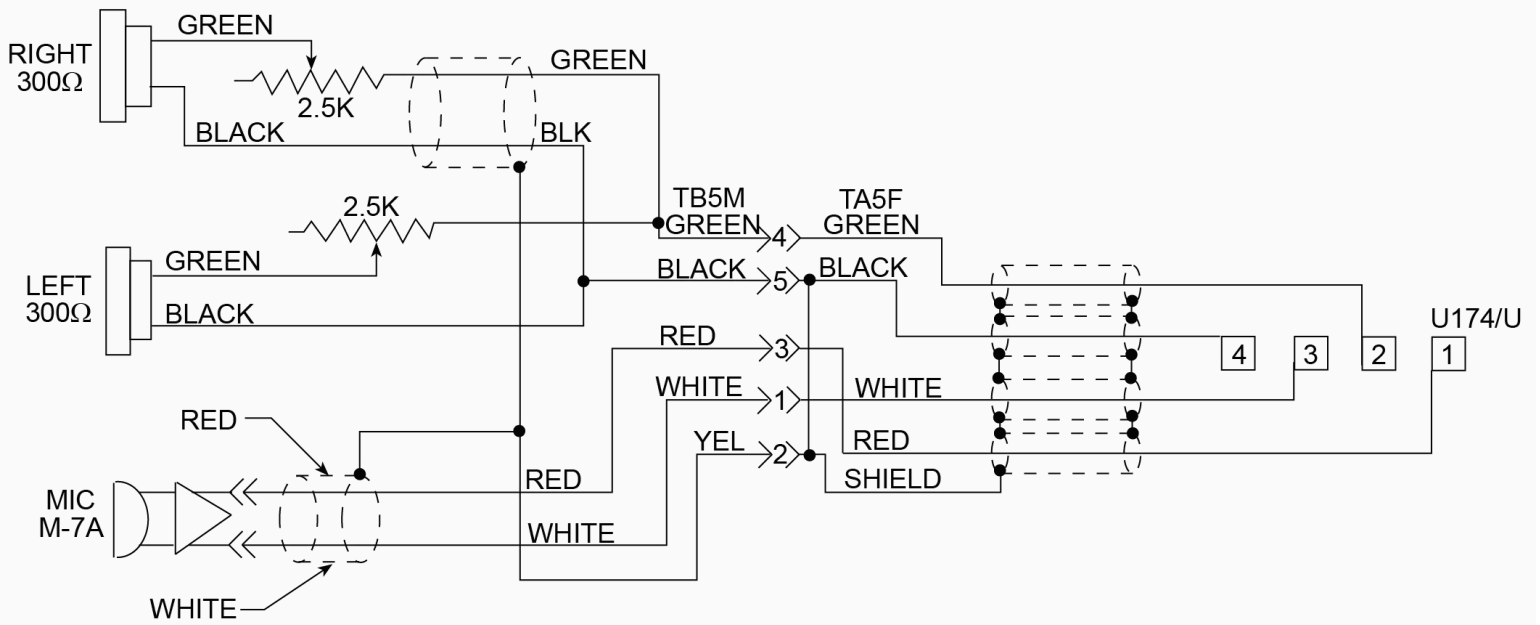 GREEN
RIGHT
300Ω
2.5K
GREEN
BLACK
BLK
2.5K
TB5M
TA5F
GREEN
4
GREEN
LEFT
300Ω
GREEN
BLACK
BLACK
5
BLACK
RED
3
WHITE
1
WHITE
4
3
2
1
U174/U
RED
YEL
2
RED
SHIELD
MIC
M-7A
RED
WHITE
WHITE